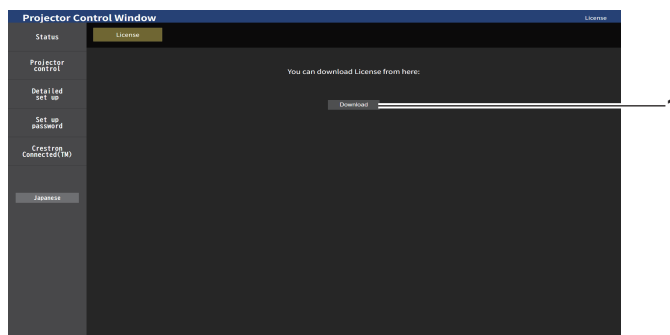 Projector Control Window
License
Status
License
Projector
control
You can download License from here:
Detailed
set up
Download
Set up
password
Crestron
Connected(TM)
Japanese